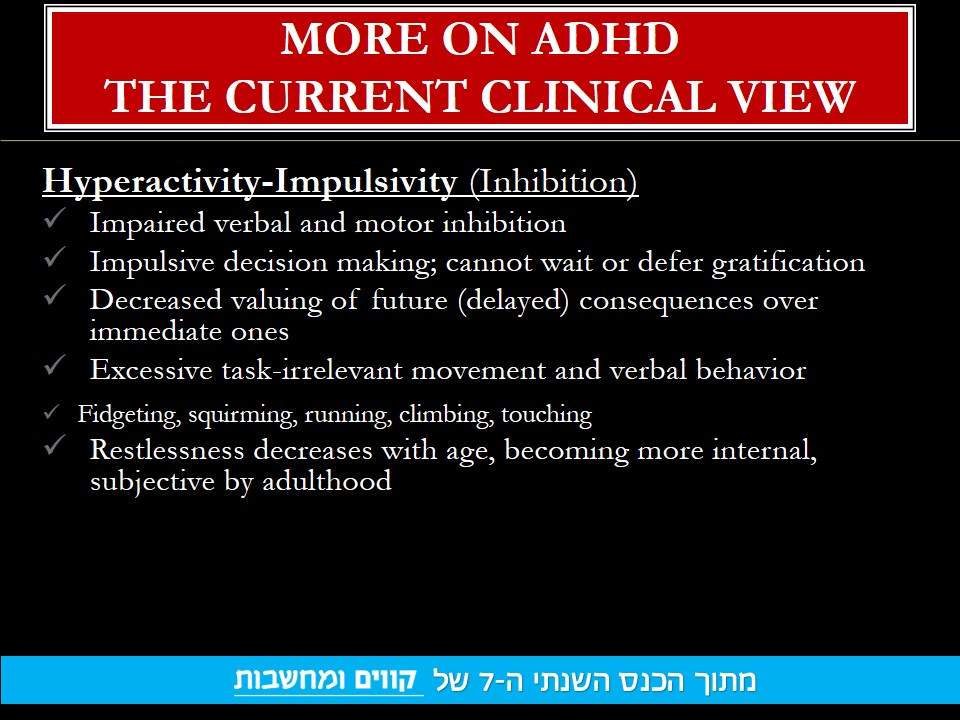 MORE ON ADHD
THE CURRENT CLINICAL VIEW
Hyperactivity-Impulsivity (Inhibition)
✓ Impaired verbal and motor inhibition
✓ Impulsive decision making; cannot wait or defer gratification
✓ Decreased valuing of future (delayed) consequences over
immediate ones
✓ Excessive task-irrelevant movement and verbal behavior
✓ Fidgeting, squirming, running, climbing, touching
✓ Restlessness decreases with age, becoming more internal,
subjective by adulthood
מתוך הכנס השנתי ה-7 של קווים ומחשבות